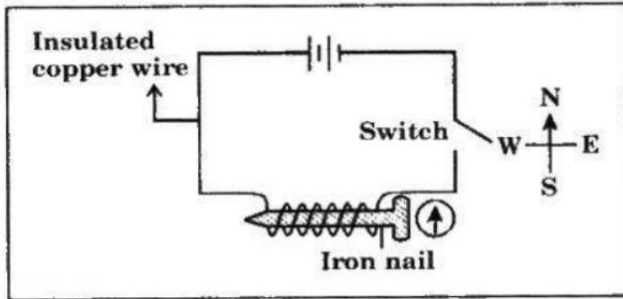 Insulated
copper wire
Switch
N
W E
S
Iron nail